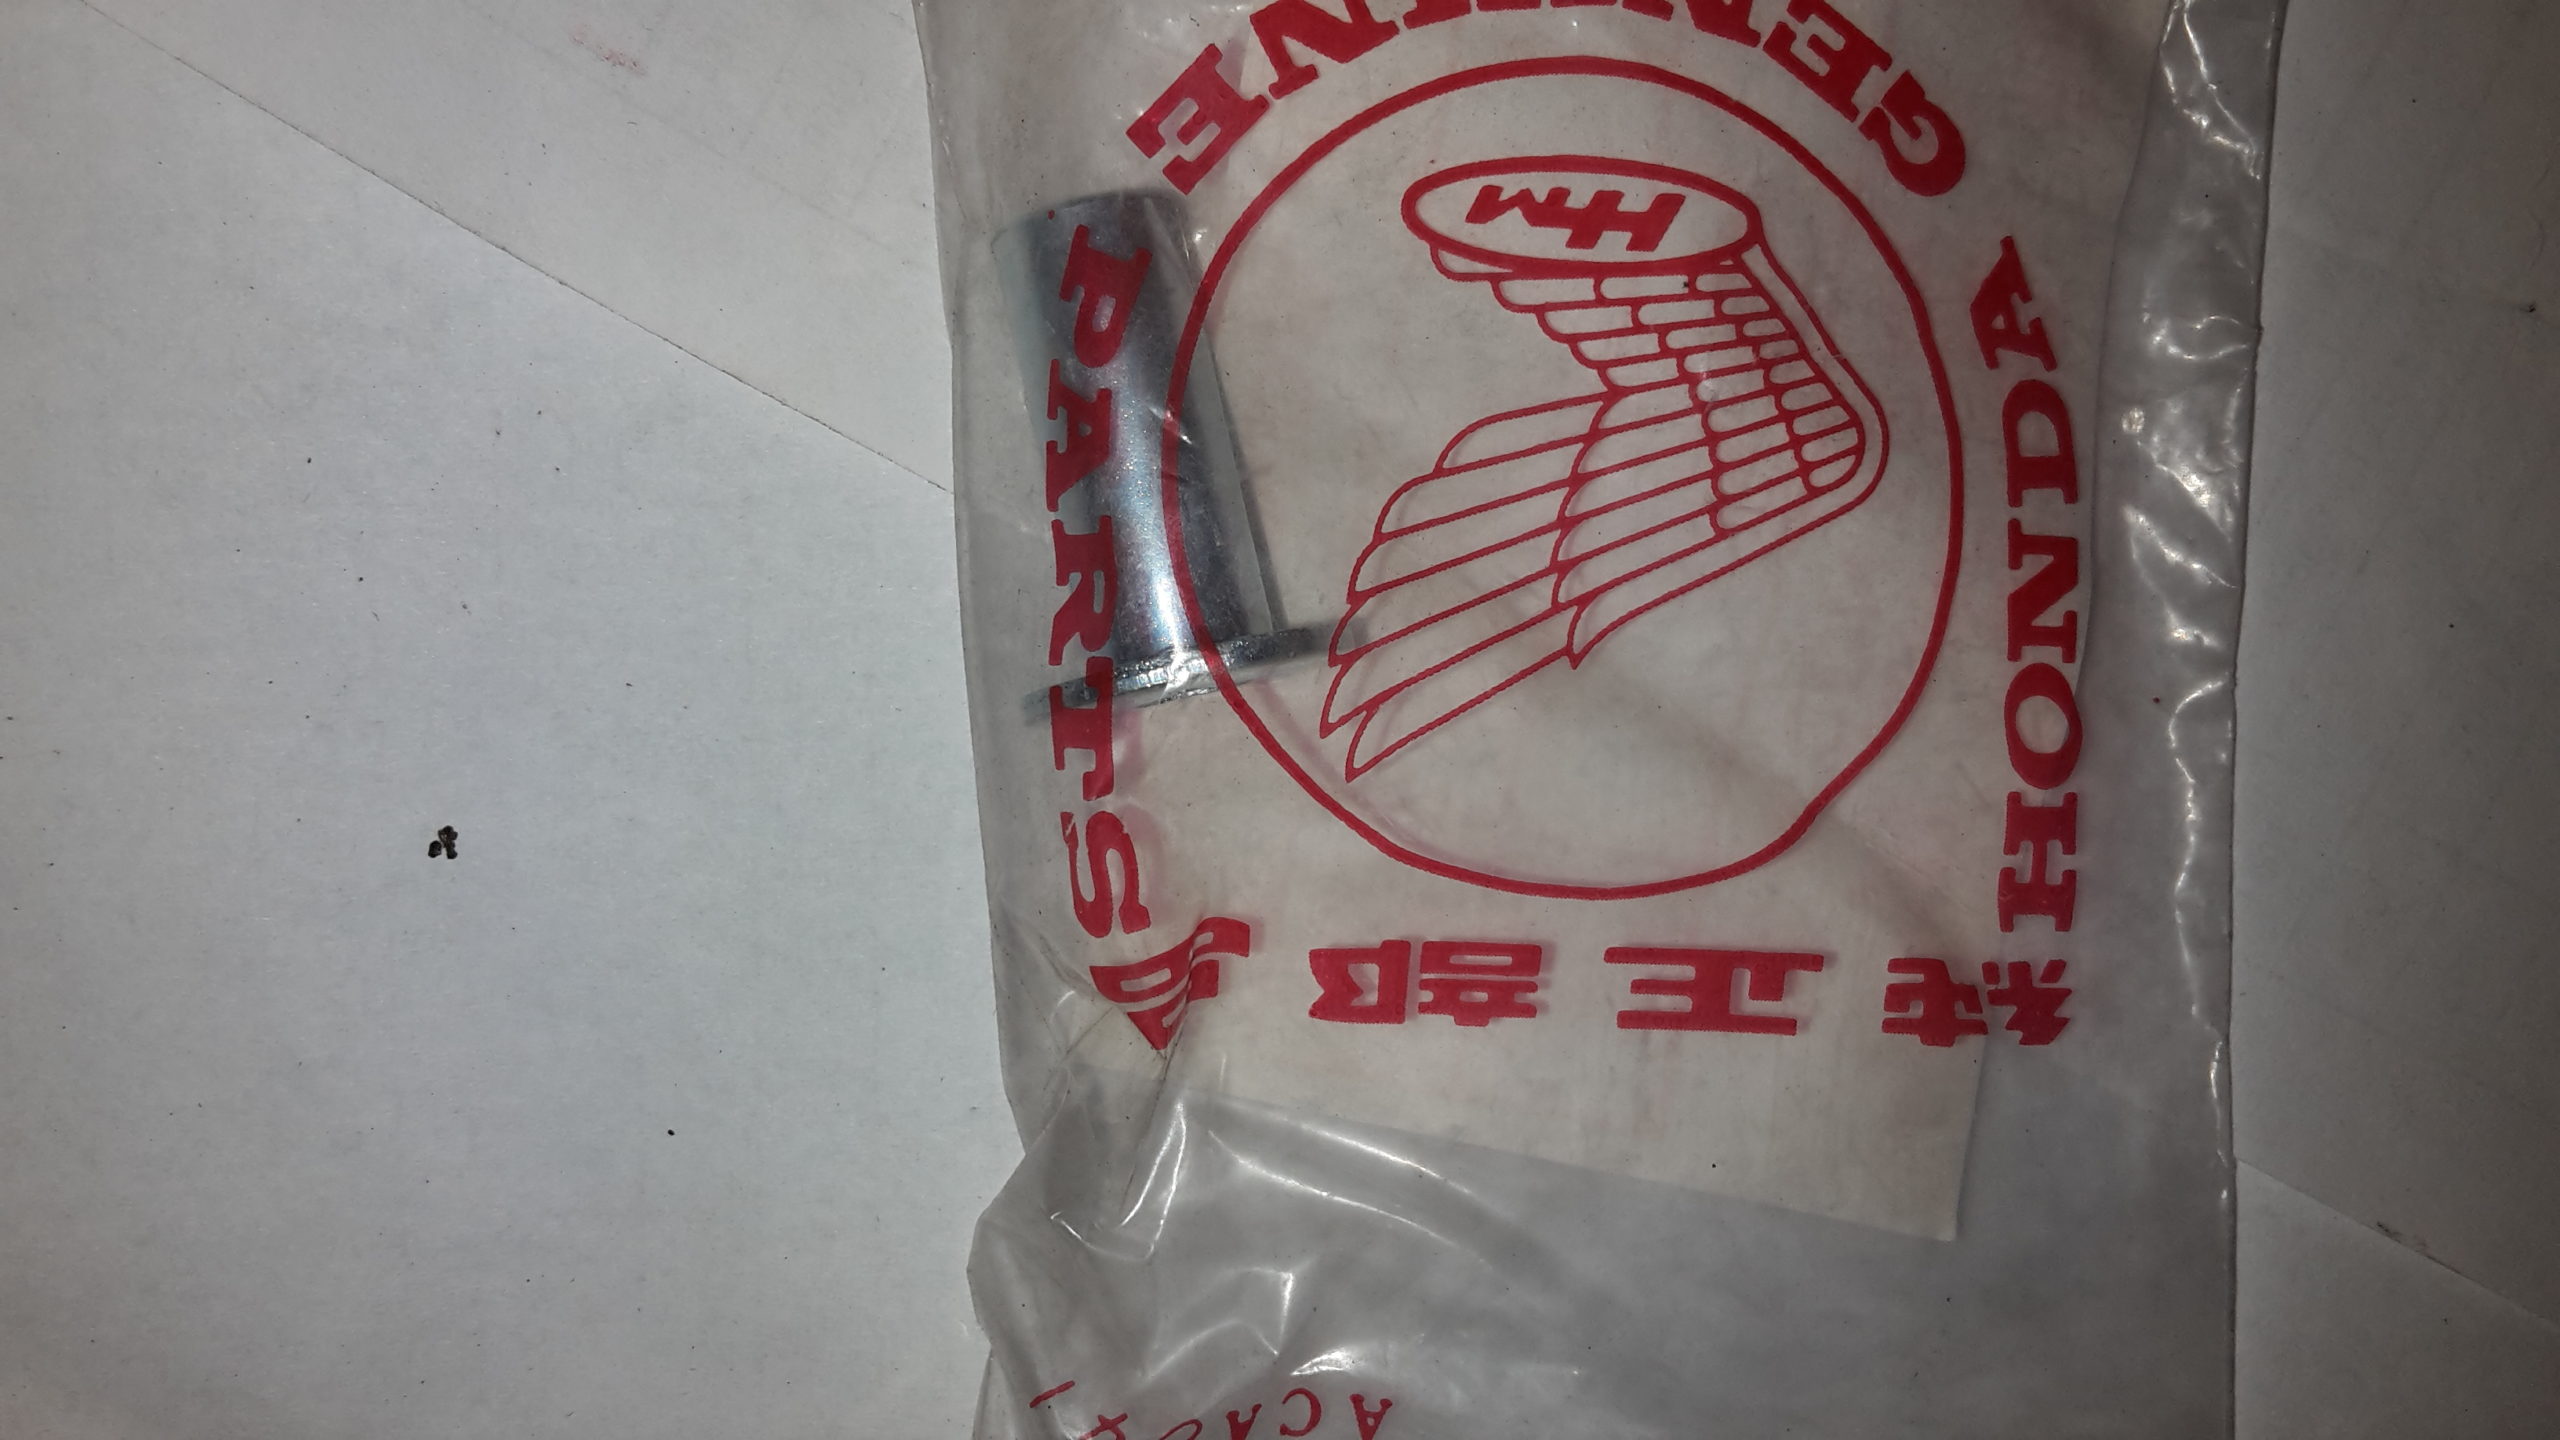 純正部品
HONDA GENUINE PARTS
HM